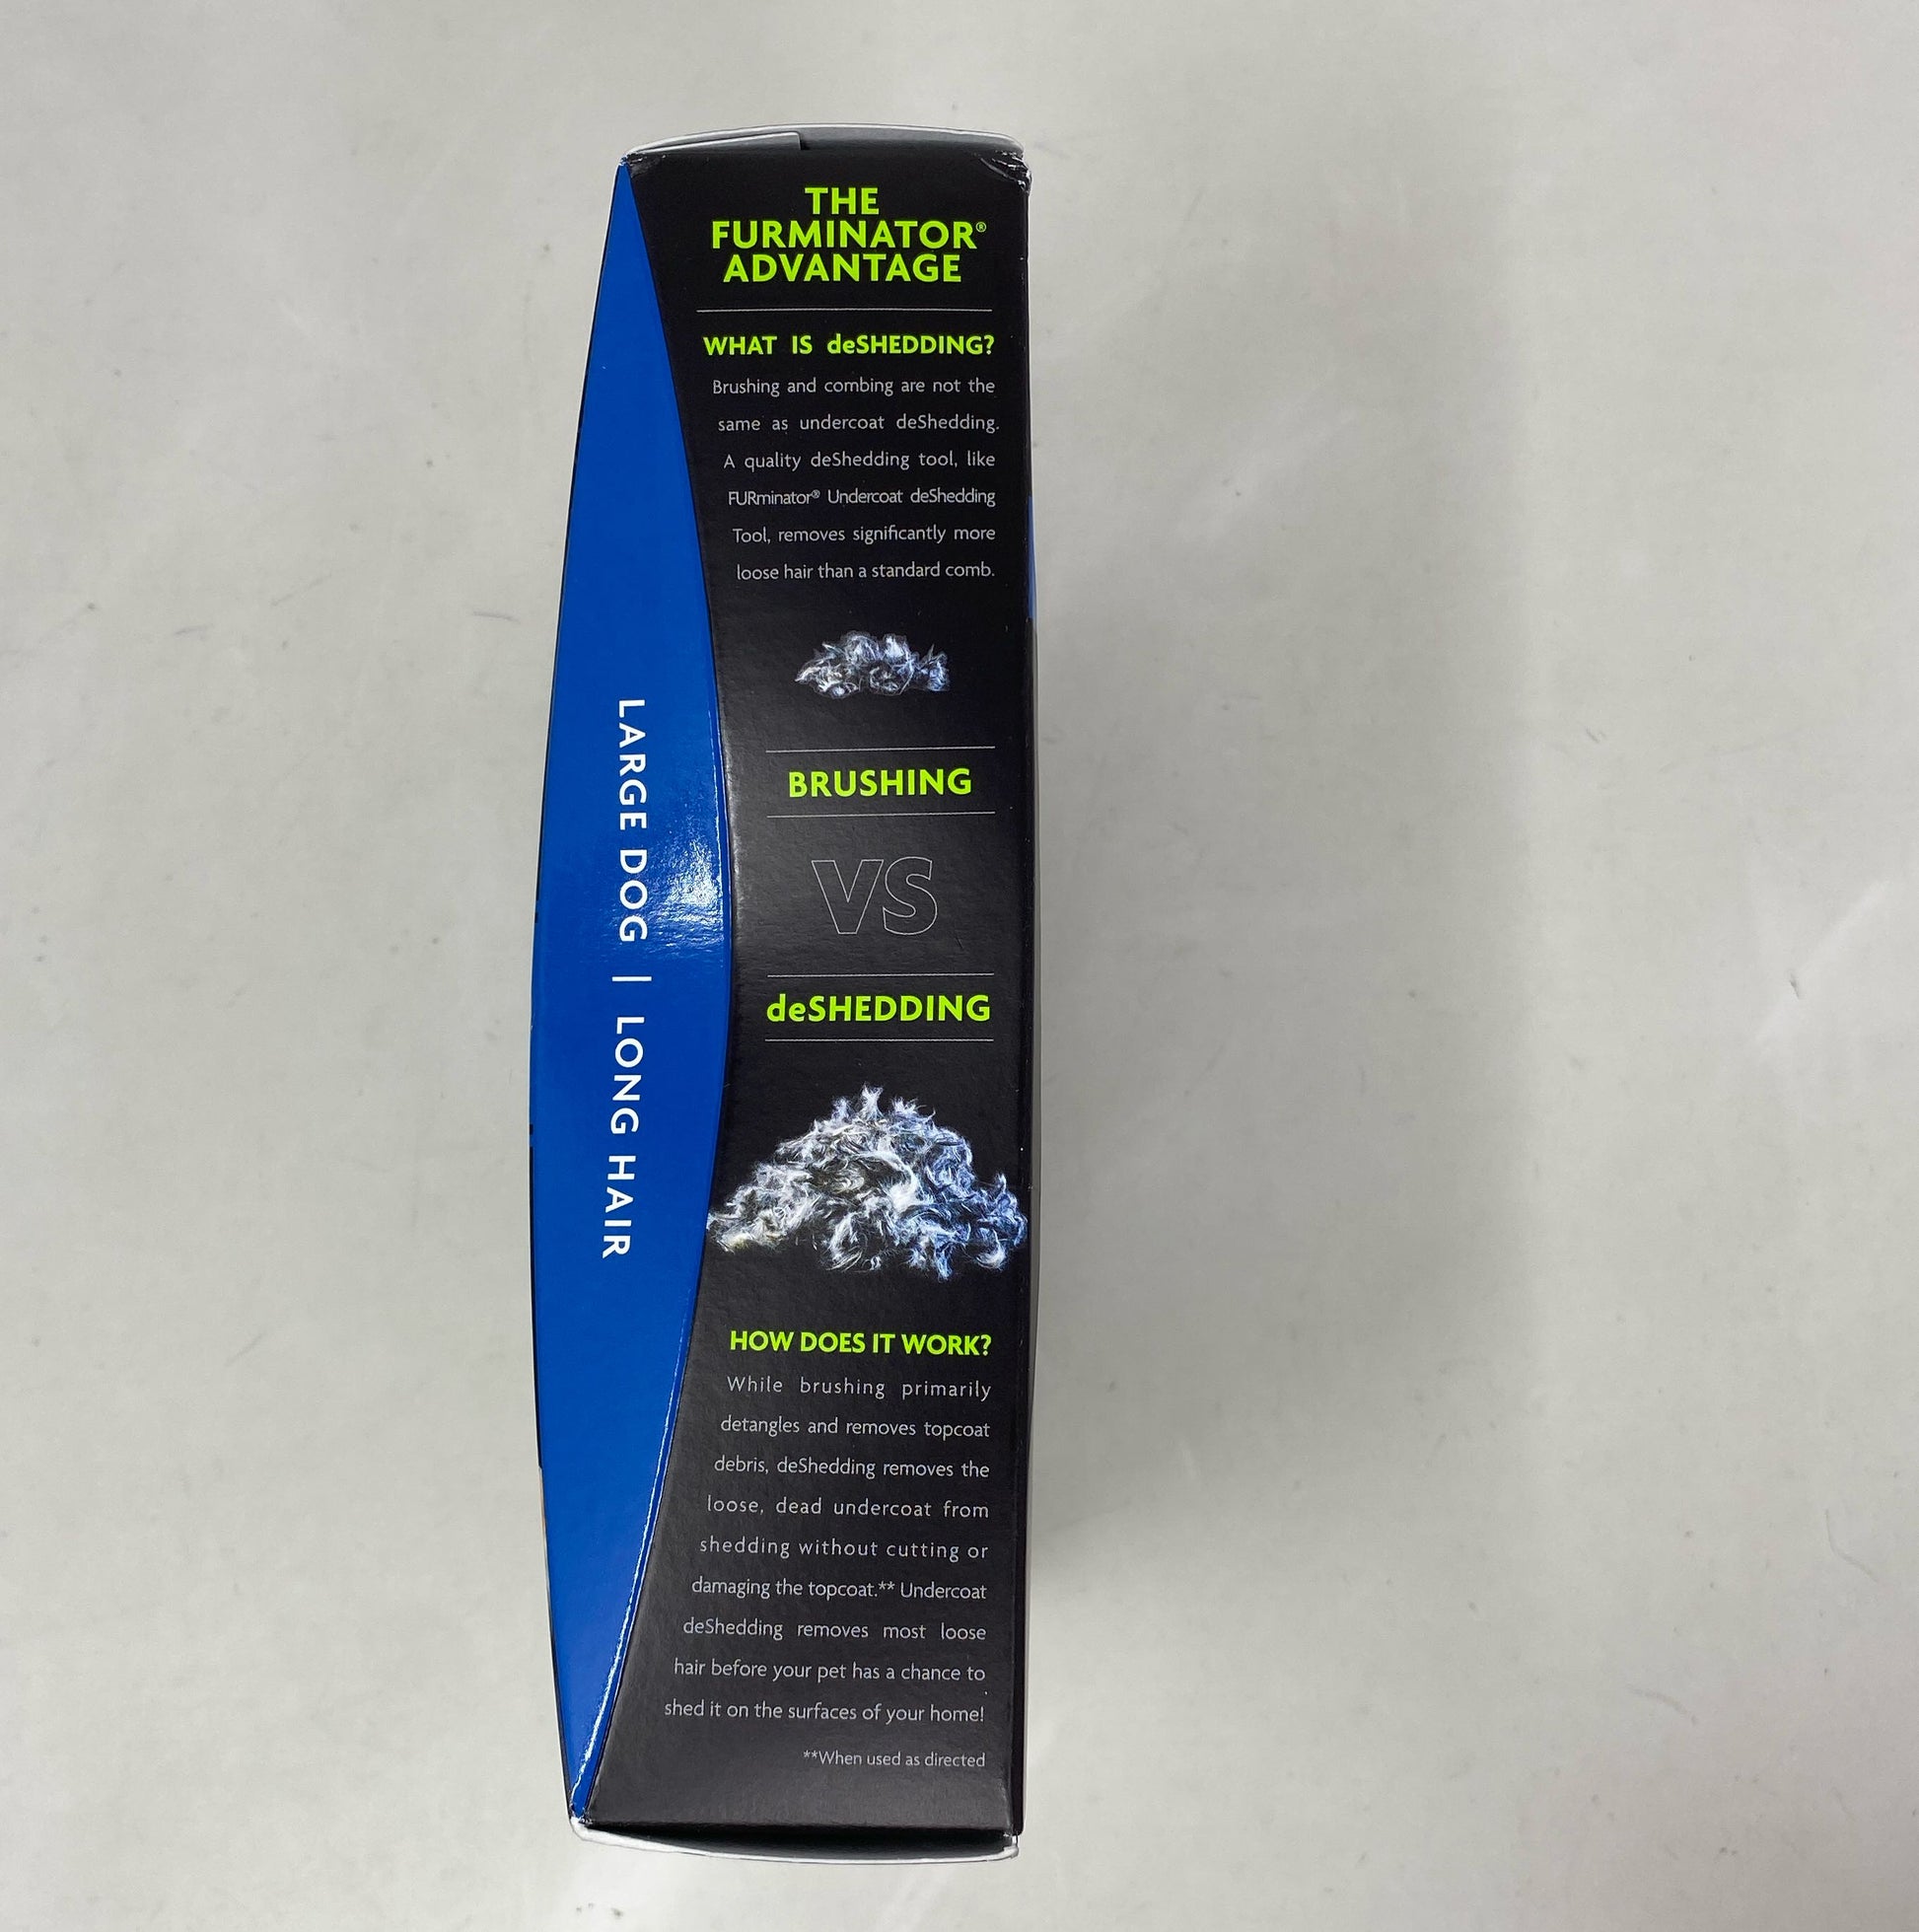 THE
FURMINATOR®
ADVANTAGE
WHAT IS deSHEDDING?
Brushing and combing are not the
same as undercoat deShedding.
A quality deShedding tool, like
FURminator® Undercoat deShedding
Tool, removes significantly more
loose hair than a standard comb.
BRUSHING
VS
deSHEDDING
HOW DOES IT WORK?
While brushing primarily
detangles and removes topcoat
debris, deShedding removes the
loose, dead undercoat from
shedding without cutting or
damaging the topcoat.** Undercoat
deShedding removes most loose
hair before your pet has a chance to
shed it on the surfaces of your home!
**When used as directed
LARGE DOG | LONG HAIR